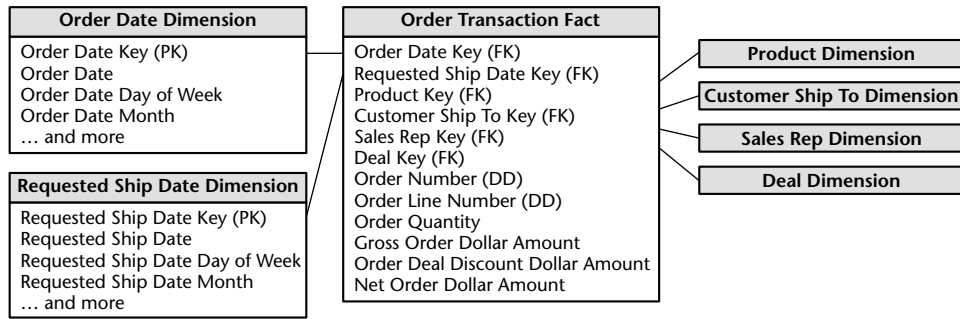 Order Date Dimension
Order Date Key (PK)
Order Date
Order Date Day of Week
Order Date Month
… and more
Requested Ship Date Dimension
Requested Ship Date Key (PK)
Requested Ship Date
Requested Ship Date Day of Week
Requested Ship Date Month
… and more
Order Transaction Fact
Order Date Key (FK)
Requested Ship Date Key (FK)
Product Key (FK)
Customer Ship To Key (FK)
Sales Rep Key (FK)
Deal Key (FK)
Order Number (DD)
Order Line Number (DD)
Order Quantity
Gross Order Dollar Amount
Order Deal Discount Dollar Amount
Net Order Dollar Amount
Product Dimension
Customer Ship To Dimension
Sales Rep Dimension
Deal Dimension